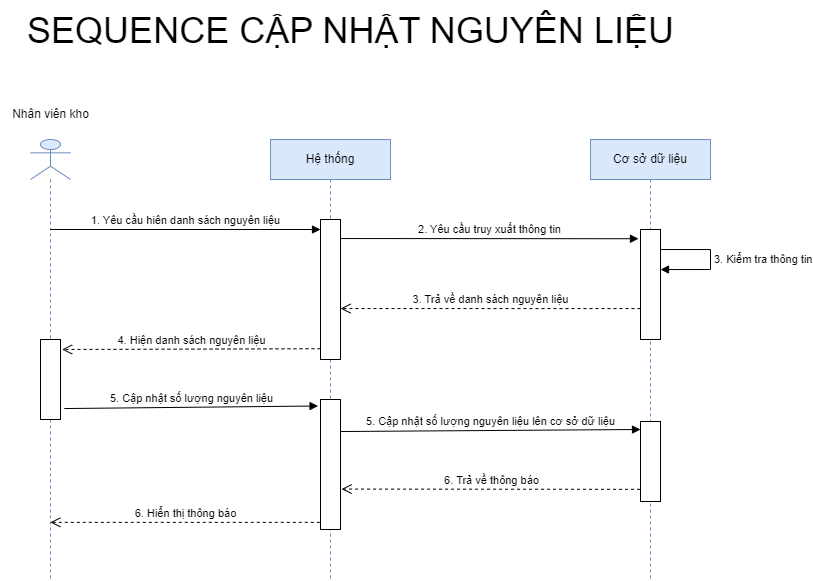 SEQUENCE CẬP NHẬT NGUYÊN LIỆU
Nhân viên kho
Hệ thống
Cơ sở dữ liệu
1. Yêu cầu hiên danh sách nguyên liệu
2. Yêu cầu truy xuất thông tin
3. Kiểm tra thông tin
3. Trả về danh sách nguyên liệu
4. Hiện danh sách nguyên liệu
5. Cập nhật số lượng nguyên liệu
5. Cập nhật số lượng nguyên liệu lên cơ sở dữ liệu
6. Trả về thông báo
6. Hiển thị thông báo